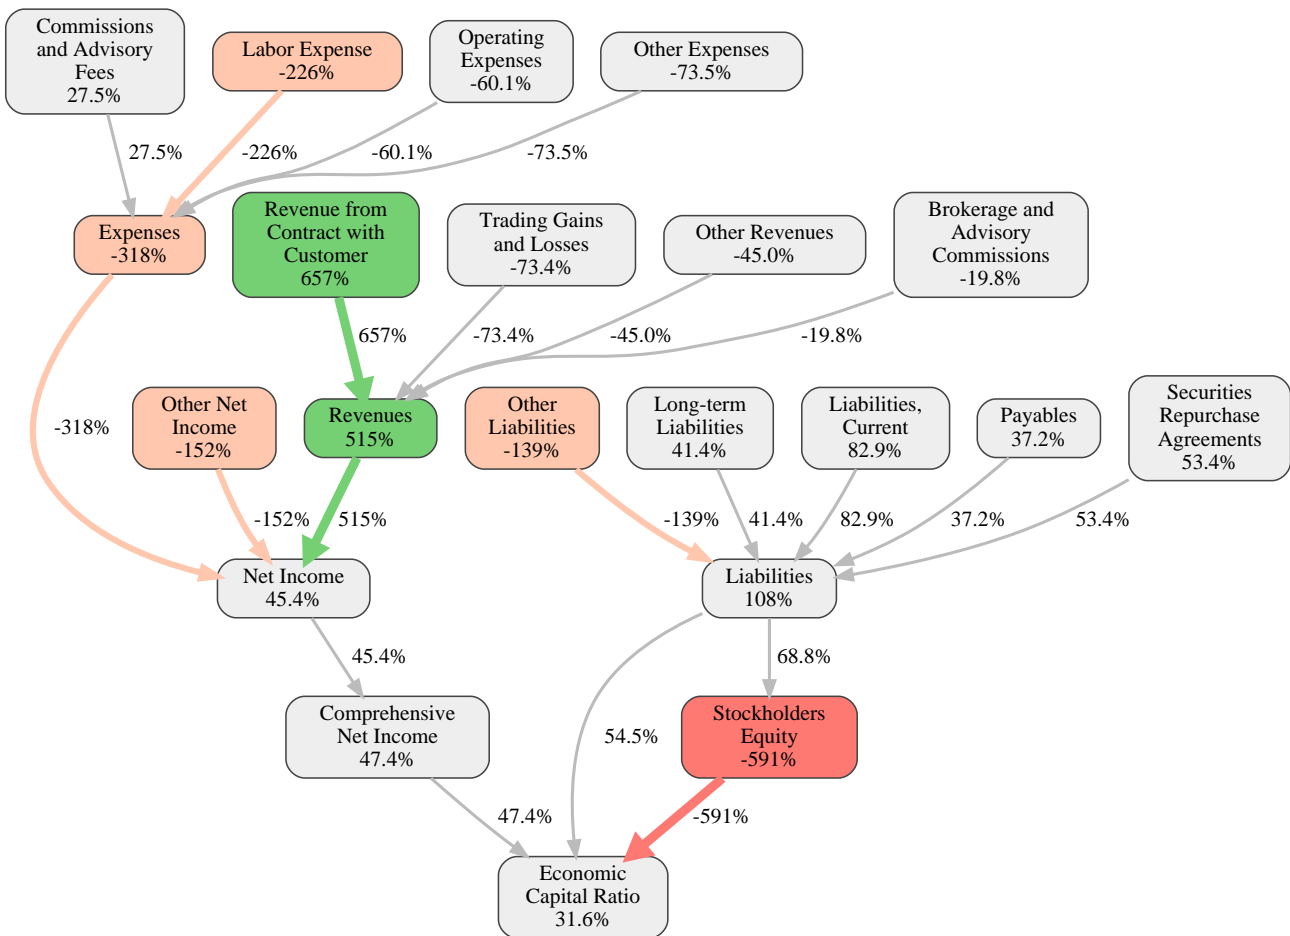 Commissions
and Advisory
Fees
27.5%
Labor Expense
-226%
Operating
Expenses
-60.1%
Other Expenses
-73.5%
27.5%
-226%
-60.1%
-73.5%
Expenses
-318%
Revenue from
Contract with
Customer
657%
Trading Gains
and Losses
-73.4%
Other Revenues
-45.0%
Brokerage and
Advisory
Commissions
-19.8%
657%
-73.4%
-45.0%
-19.8%
-318%
Other Net
Income
-152%
Revenues
515%
Other
Liabilities
-139%
Long-term
Liabilities
41.4%
Liabilities,
Current
82.9%
Payables
37.2%
Securities
Repurchase
Agreements
53.4%
-152%
515%
-139%
41.4%
82.9%
37.2%
53.4%
Net Income
45.4%
Liabilities
108%
45.4%
68.8%
Comprehensive
Net Income
47.4%
54.5%
Stockholders
Equity
-591%
47.4%
-591%
Economic
Capital Ratio
31.6%